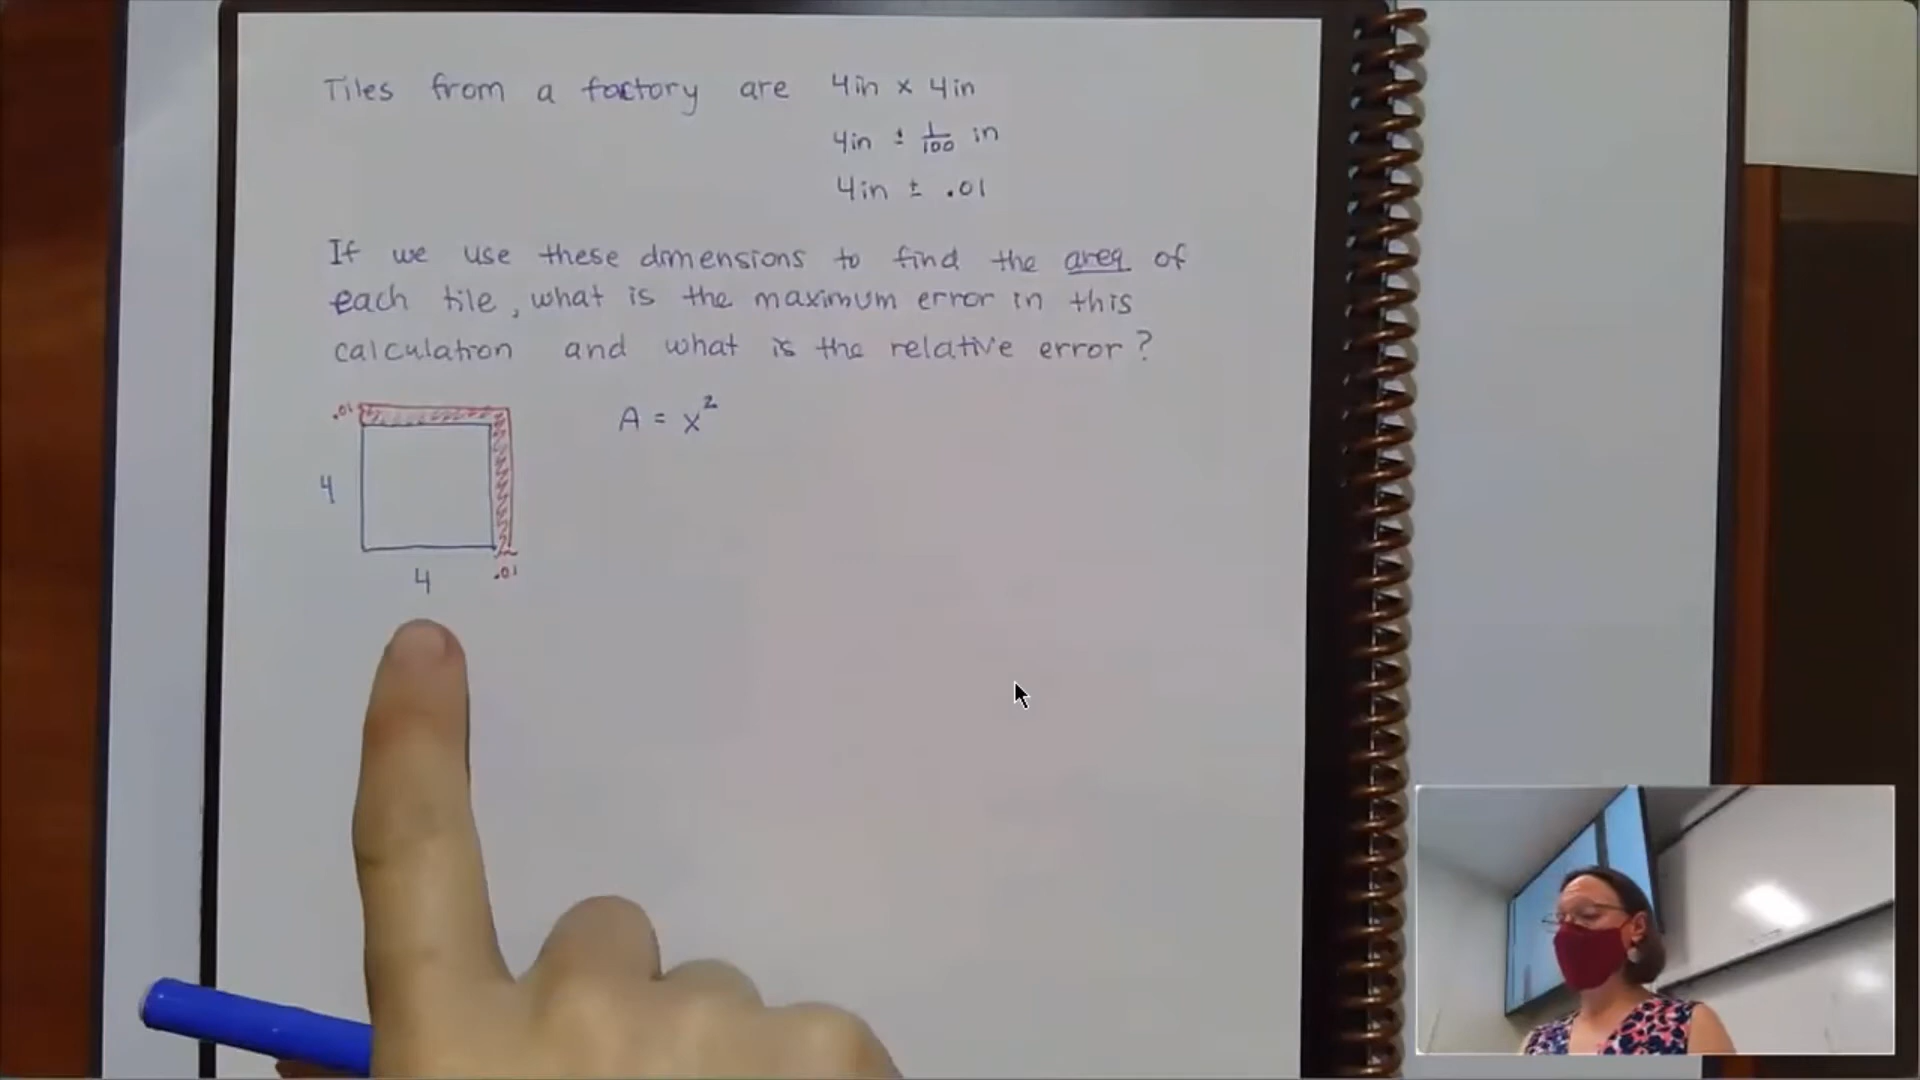 Tiles from a factory are 4in x 4in
4in ± 1/100 in
4in ± .01
If we use these dimensions to find the area of
each tile, what is the maximum error in this
calculation and what is the relative error?
.01
A = x²
4
4
.01